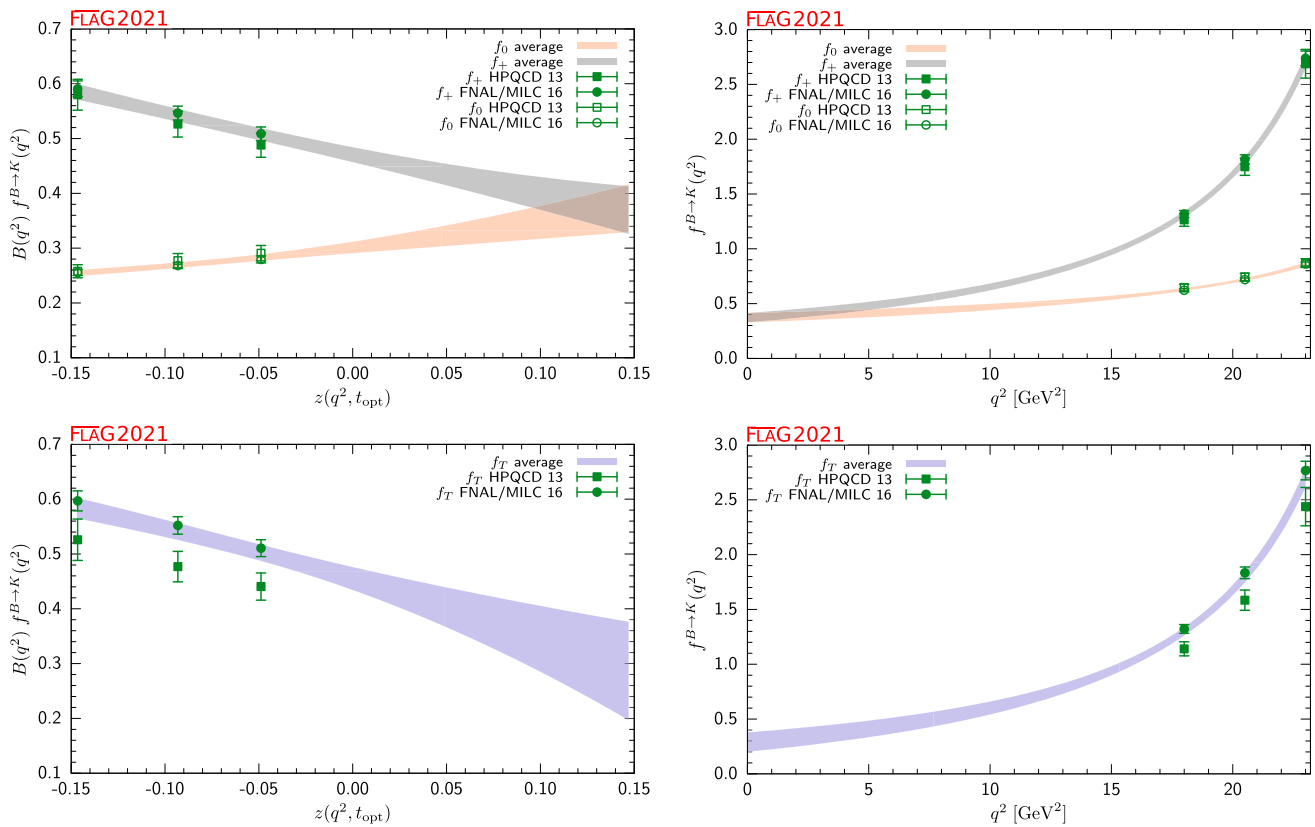 FLAG2021
0.7
0.6
0.5
0.4
0.3
0.2
0.1
-0.15 -0.10 -0.05 0.00 0.05 0.10 0.15
B(q²) f^{B→K}(q²)
z(q², t_opt)
f₀ average
f₊ average
f₊ HPQCD 13
f₊ FNAL/MILC 16
f₀ HPQCD 13
f₀ FNAL/MILC 16
FLAG2021
3.0
2.5
2.0
1.5
1.0
0.5
0.0
0 5 10 15 20
f^{B→K}(q²)
q² [GeV²]
f₀ average
f₊ average
f₊ HPQCD 13
f₊ FNAL/MILC 16
f₀ HPQCD 13
f₀ FNAL/MILC 16
FLAG2021
0.7
0.6
0.5
0.4
0.3
0.2
0.1
-0.15 -0.10 -0.05 0.00 0.05 0.10 0.15
B(q²) f^{B→K}(q²)
z(q², t_opt)
f_T average
f_T HPQCD 13
f_T FNAL/MILC 16
FLAG2021
3.0
2.5
2.0
1.5
1.0
0.5
0.0
0 5 10 15 20
f^{B→K}(q²)
q² [GeV²]
f_T average
f_T HPQCD 13
f_T FNAL/MILC 16